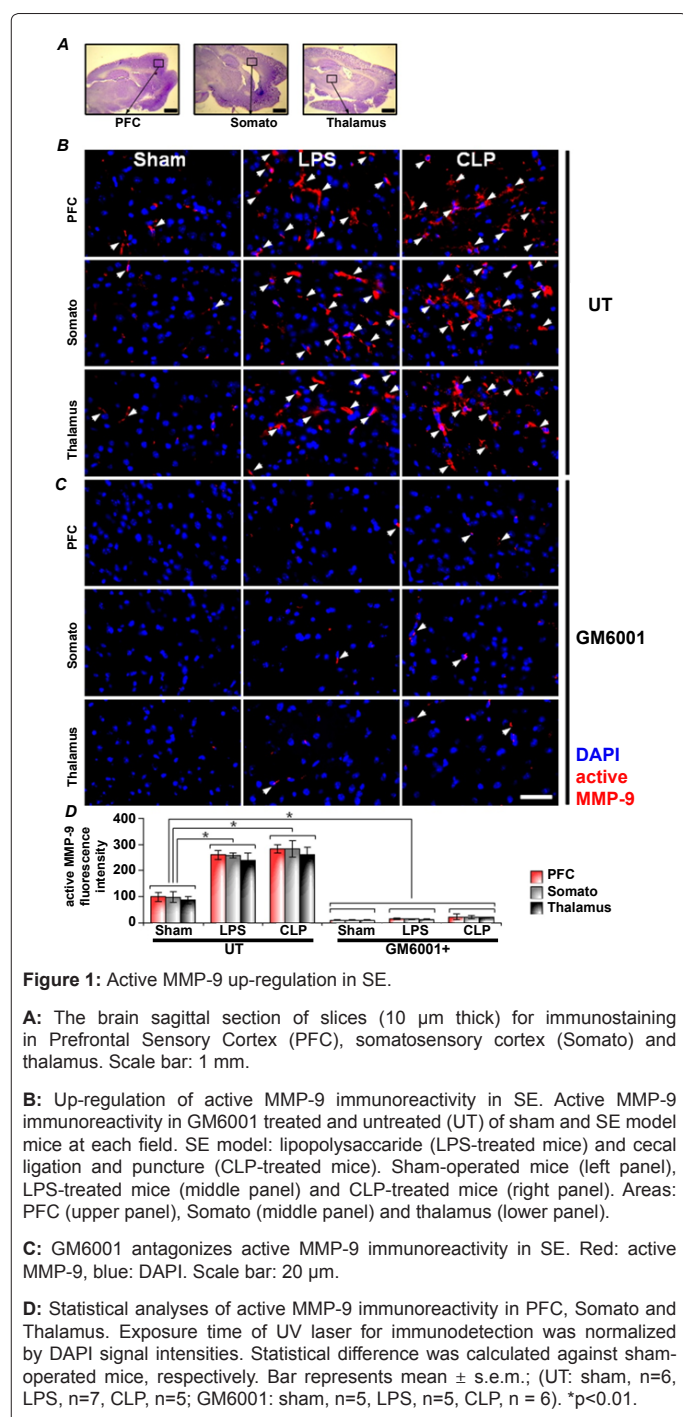 A
PFC
Somato
Thalamus
B
Sham
LPS
CLP
PFC
Somato
Thalamus
UT
C
PFC
Somato
Thalamus
GM6001
DAPI
active
MMP-9
D
active MMP-9
fluorescence
intensity
400
300
200
100
0
*
*
*
PFC
Somato
Thalamus
Sham
LPS
CLP
Sham
LPS
CLP
UT
GM6001+
Figure 1: Active MMP-9 up-regulation in SE.
A: The brain sagittal section of slices (10 µm thick) for immunostaining
in Prefrontal Sensory Cortex (PFC), somatosensory cortex (Somato) and
thalamus. Scale bar: 1 mm.
B: Up-regulation of active MMP-9 immunoreactivity in SE. Active MMP-9
immunoreactivity in GM6001 treated and untreated (UT) of sham and SE model
mice at each field. SE model: lipopolysaccaride (LPS-treated mice) and cecal
ligation and puncture (CLP-treated mice). Sham-operated mice (left panel),
LPS-treated mice (middle panel) and CLP-treated mice (right panel). Areas:
PFC (upper panel), Somato (middle panel) and thalamus (lower panel).
C: GM6001 antagonizes active MMP-9 immunoreactivity in SE. Red: active
MMP-9, blue: DAPI. Scale bar: 20 µm.
D: Statistical analyses of active MMP-9 immunoreactivity in PFC, Somato and
Thalamus. Exposure time of UV laser for immunodetection was normalized
by DAPI signal intensities. Statistical difference was calculated against sham-
operated mice, respectively. Bar represents mean ± s.e.m.; (UT: sham, n=6,
LPS, n=7, CLP, n=5; GM6001: sham, n=5, LPS, n=5, CLP, n = 6). *p<0.01.